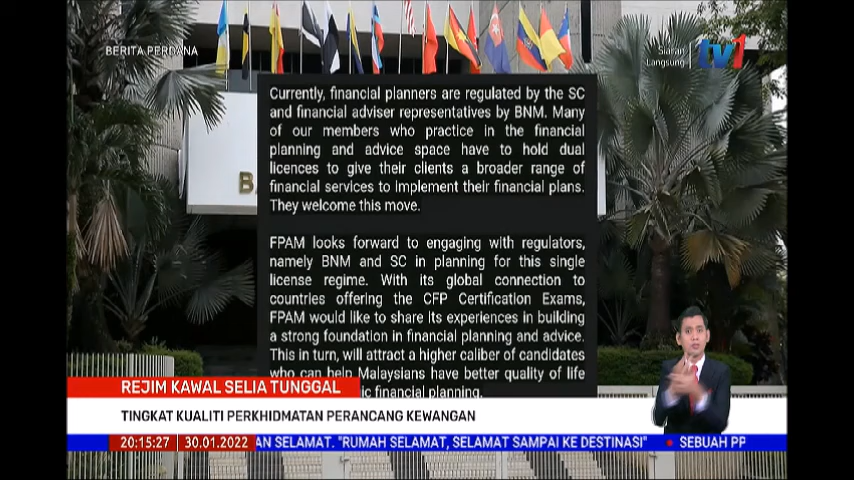 BERITA PERDANA
Siaran
Langsung
tv1
Currently, financial planners are regulated by the SC
and financial adviser representatives by BNM. Many
of our members who practice in the financial
planning and advice space have to hold dual
licences to give their clients a broader range of
financial services to implement their financial plans.
They welcome this move.
FPAM looks forward to engaging with regulators,
namely BNM and SC in planning for this single
license regime. With its global connection to
countries offering the CFP Certification Exams,
FPAM would like to share its experiences in building
a strong foundation in financial planning and advice.
This in turn, will attract a higher caliber of candidates
who can help Malaysians have better quality of life
ic financial planning.
REJIM KAWAL SELIA TUNGGAL
TINGKAT KUALITI PERKHIDMATAN PERANCANG KEWANGAN
20:15:27 30.01.2022 AN SELAMAT. "RUMAH SELAMAT, SELAMAT SAMPAI KE DESTINASI" • SEBUAH PP